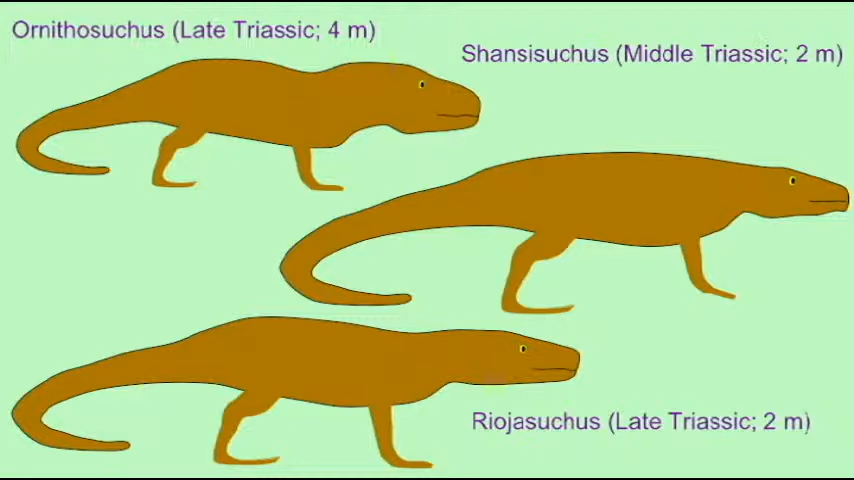 Ornithosuchus (Late Triassic; 4 m)
Shansisuchus (Middle Triassic; 2 m)
Riojasuchus (Late Triassic; 2 m)